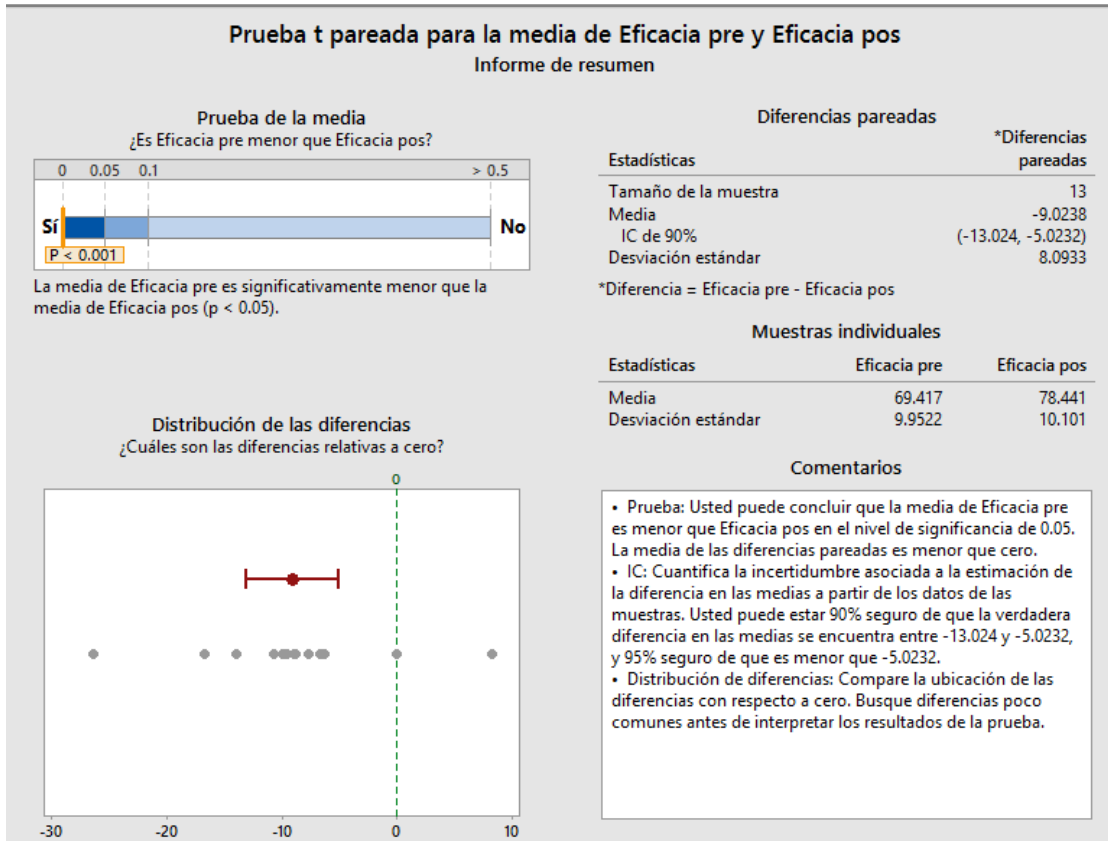 Prueba t pareada para la media de Eficacia pre y Eficacia pos
Informe de resumen
Prueba de la media
¿Es Eficacia pre menor que Eficacia pos?
0 0.05 0.1 > 0.5
Sí No
P < 0.001
La media de Eficacia pre es significativamente menor que la
media de Eficacia pos (p < 0.05).
Diferencias pareadas
*Diferencias
Estadísticas pareadas
Tamaño de la muestra 13
Media -9.0238
IC de 90% (-13.024, -5.0232)
Desviación estándar 8.0933
*Diferencia = Eficacia pre - Eficacia pos
Muestras individuales
Estadísticas Eficacia pre Eficacia pos
Media 69.417 78.441
Desviación estándar 9.9522 10.101
Distribución de las diferencias
¿Cuáles son las diferencias relativas a cero?
0
-30 -20 -10 0 10
Comentarios
• Prueba: Usted puede concluir que la media de Eficacia pre
es menor que Eficacia pos en el nivel de significancia de 0.05.
La media de las diferencias pareadas es menor que cero.
• IC: Cuantifica la incertidumbre asociada a la estimación de
la diferencia en las medias a partir de los datos de las
muestras. Usted puede estar 90% seguro de que la verdadera
diferencia en las medias se encuentra entre -13.024 y -5.0232,
y 95% seguro de que es menor que -5.0232.
• Distribución de diferencias: Compare la ubicación de las
diferencias con respecto a cero. Busque diferencias poco
comunes antes de interpretar los resultados de la prueba.